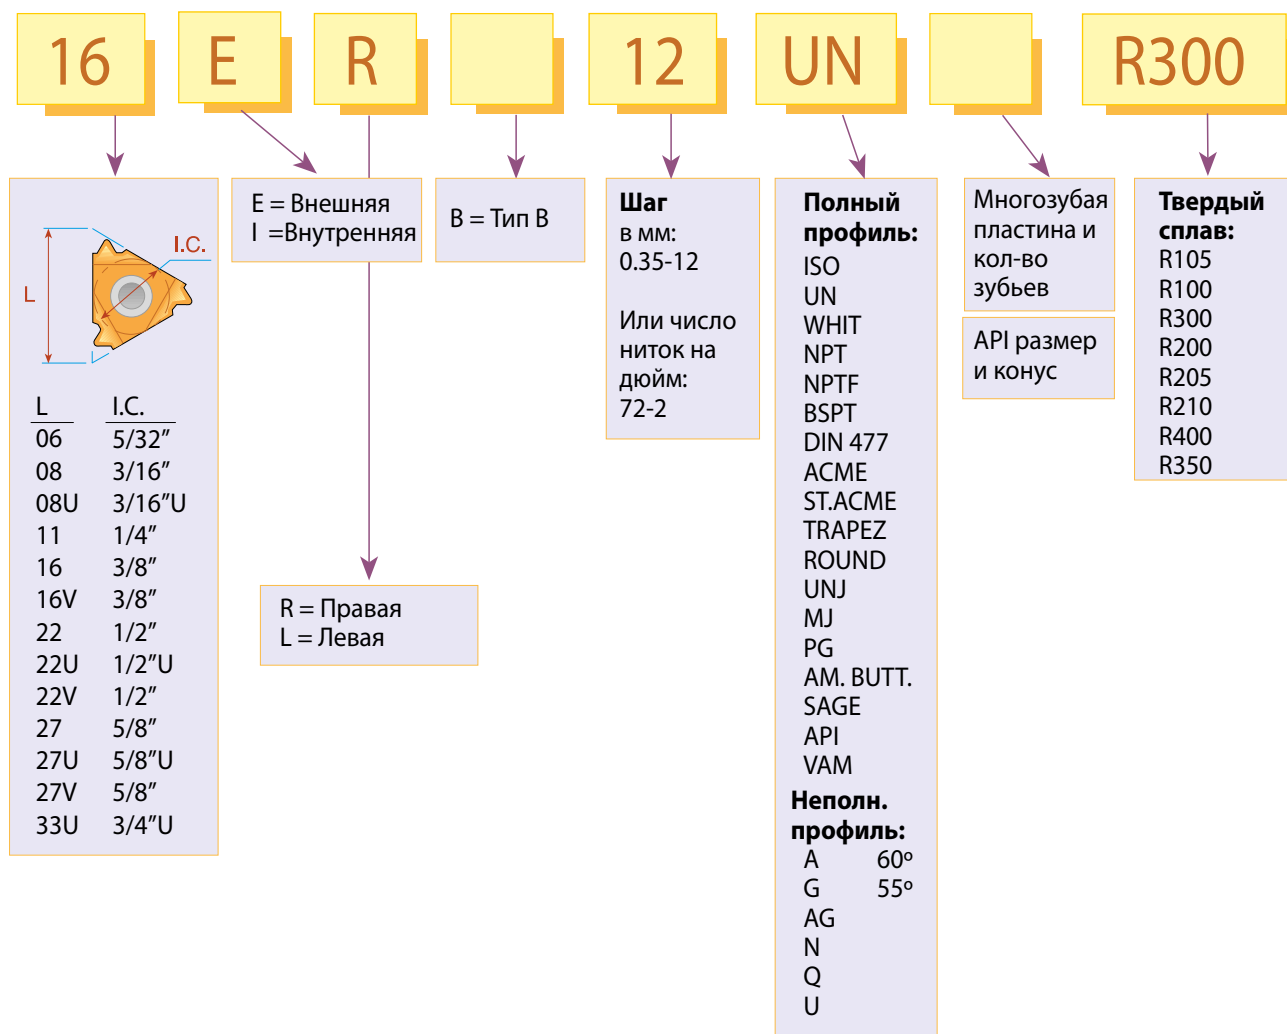 16 E R 12 UN R300
L
I.C.
L I.C.
06 5/32”
08 3/16”
08U 3/16”U
11 1/4”
16 3/8”
16V 3/8”
22 1/2”
22U 1/2”U
22V 1/2”
27 5/8”
27U 5/8”U
27V 5/8”
33U 3/4”U
E = Внешняя
I =Внутренняя
R = Правая
L = Левая
B = Тип B
Шаг
в мм:
0.35-12
Или число
ниток на
дюйм:
72-2
Полный
профиль:
ISO
UN
WHIT
NPT
NPTF
BSPT
DIN 477
ACME
ST.ACME
TRAPEZ
ROUND
UNJ
MJ
PG
AM. BUTT.
SAGE
API
VAM
Неполн.
профиль:
A 60º
G 55º
AG
N
Q
U
Многозубая
пластина и
кол-во
зубьев
API размер
и конус
Твердый
сплав:
R105
R100
R300
R200
R205
R210
R400
R350